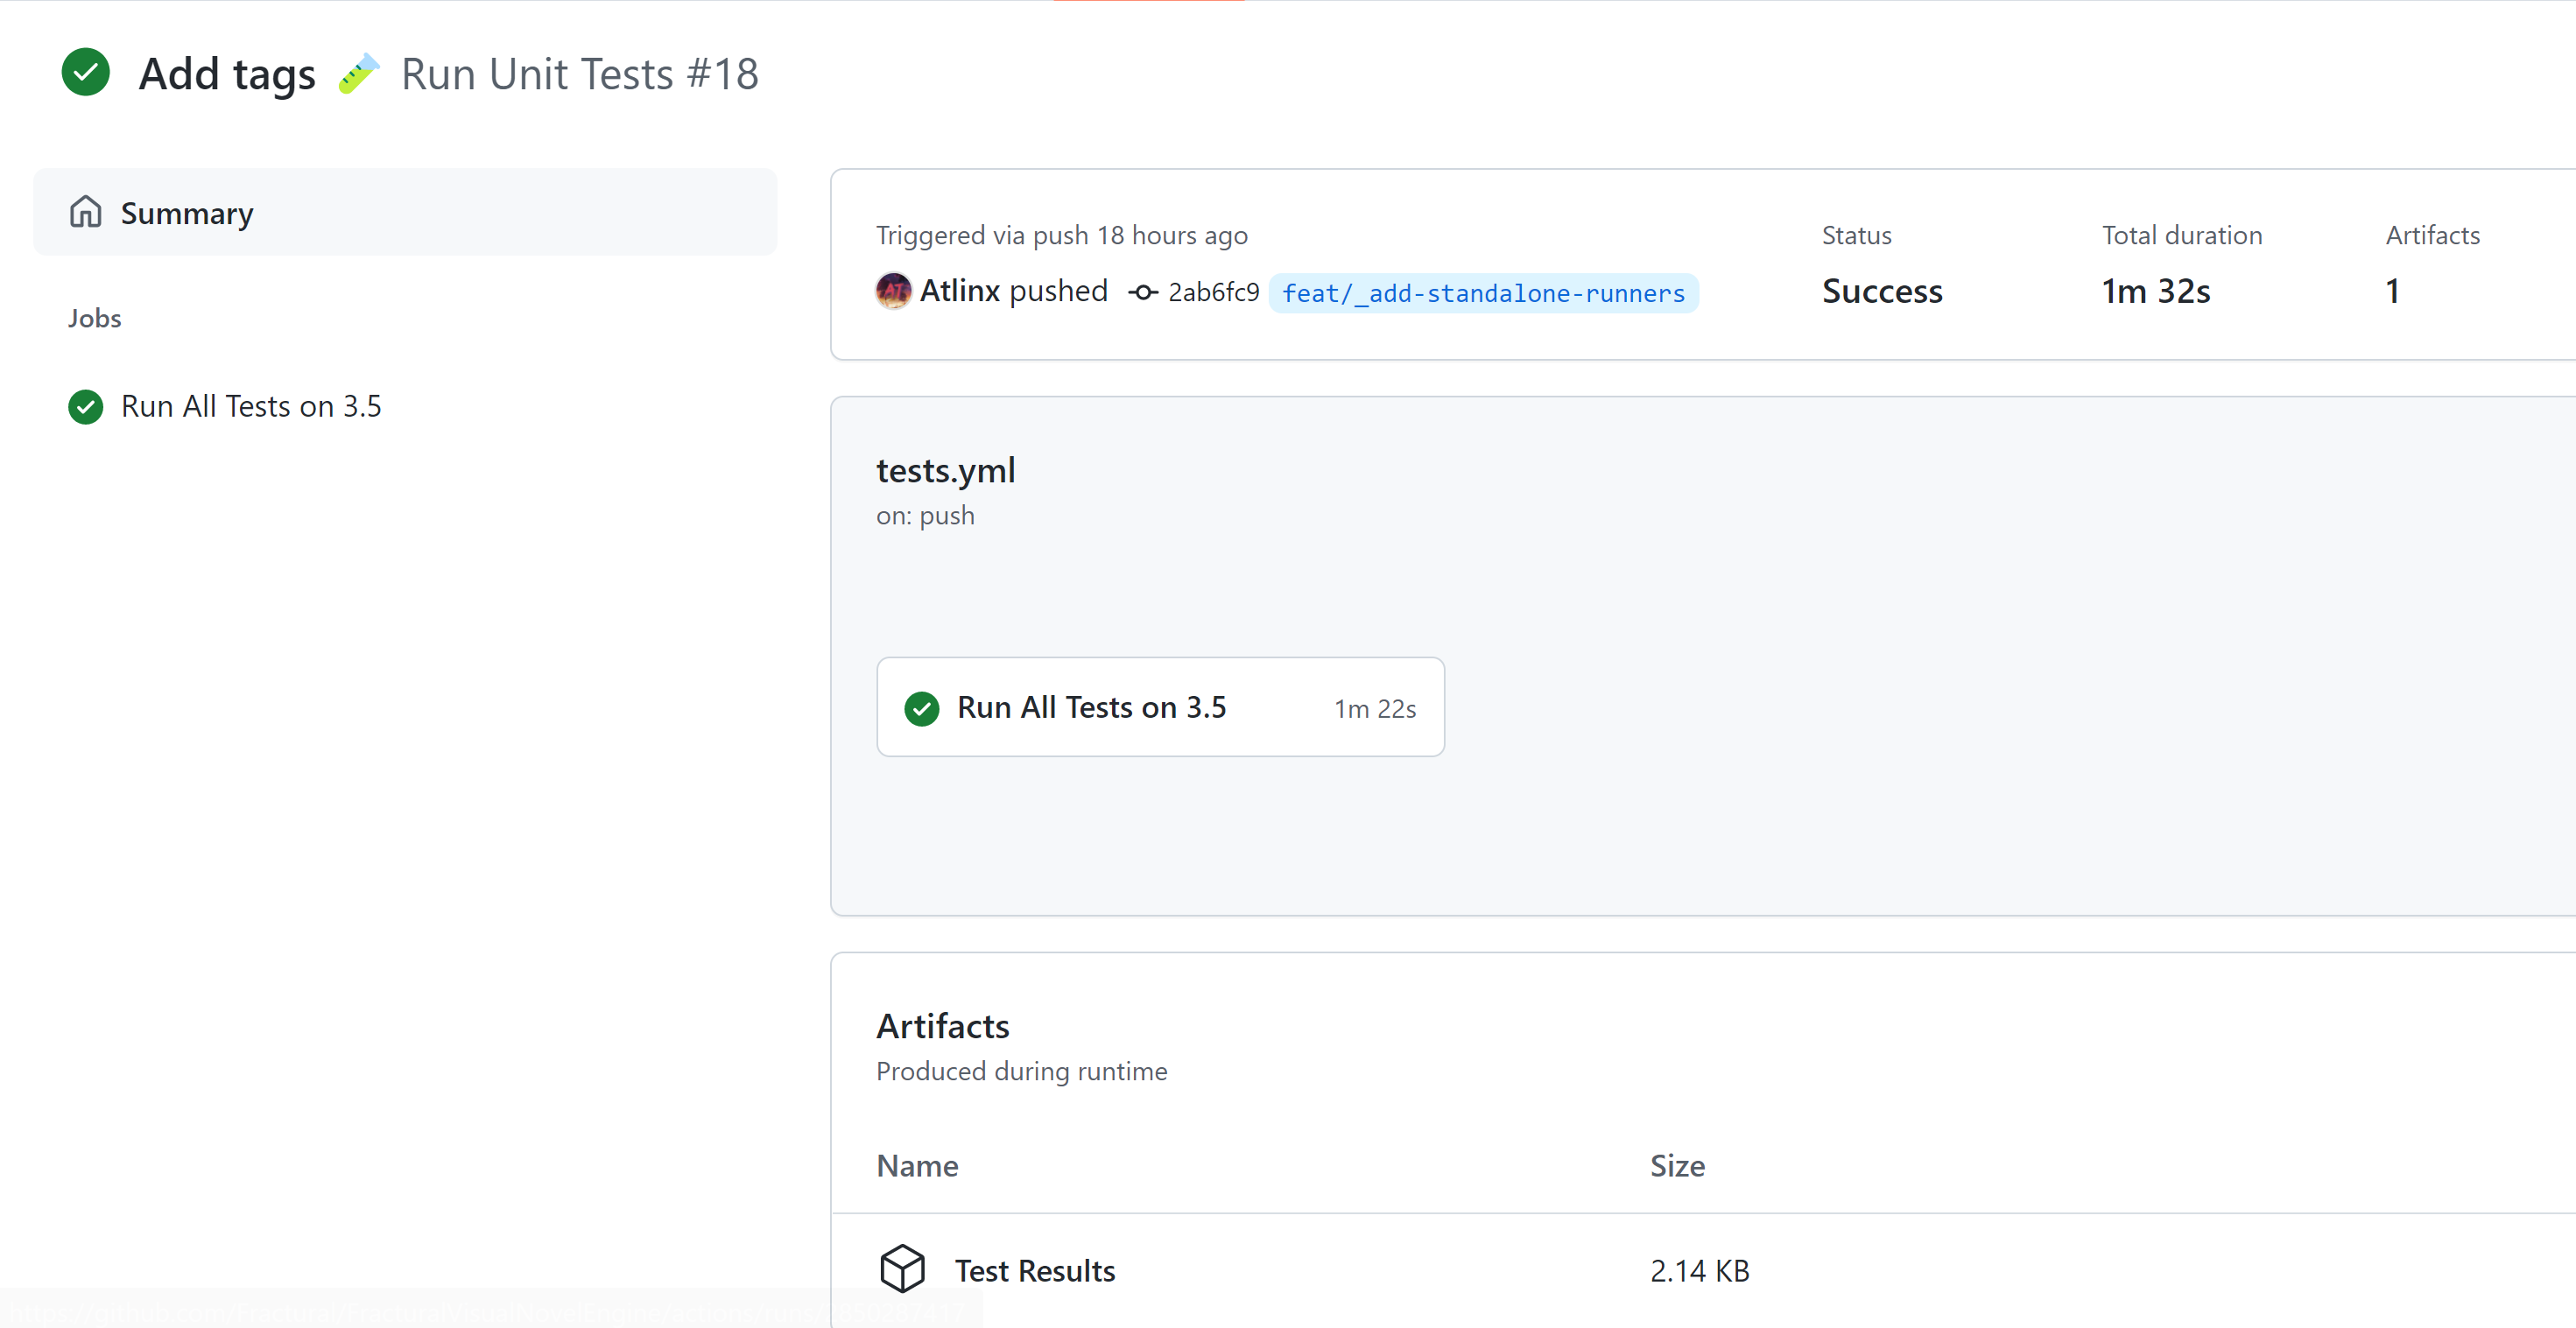 Add tags 🧪 Run Unit Tests #18
Summary
Jobs
Run All Tests on 3.5
Triggered via push 18 hours ago
Atlinx pushed 2ab6fc9 feat/_add-standalone-runners
Status
Success
Total duration
1m 32s
Artifacts
1
tests.yml
on: push
Run All Tests on 3.5 1m 22s
Artifacts
Produced during runtime
Name Size
Test Results 2.14 KB